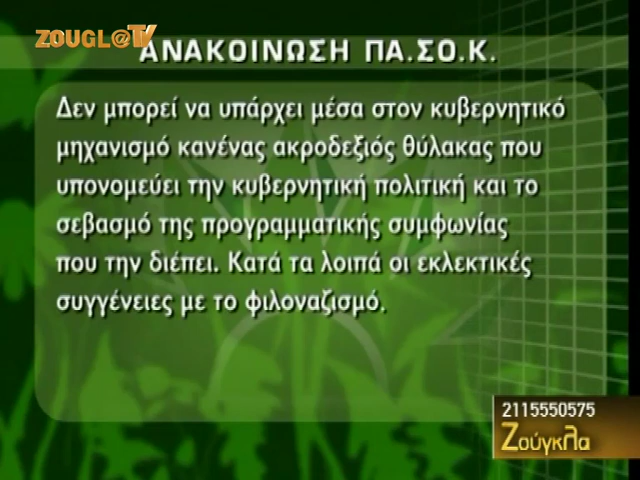 ZOUGL@TV
ΑΝΑΚΟΙΝΩΣΗ ΠΑ.ΣΟ.Κ.
Δεν μπορεί να υπάρχει μέσα στον κυβερνητικό
μηχανισμό κανένας ακροδεξιός θύλακας που
υπονομεύει την κυβερνητική πολιτική και το
σεβασμό της προγραμματικής συμφωνίας
που την διέπει. Κατά τα λοιπά οι εκλεκτικές
συγγένειες με το φιλοναζισμό.
2115550575
Ζούγκλα